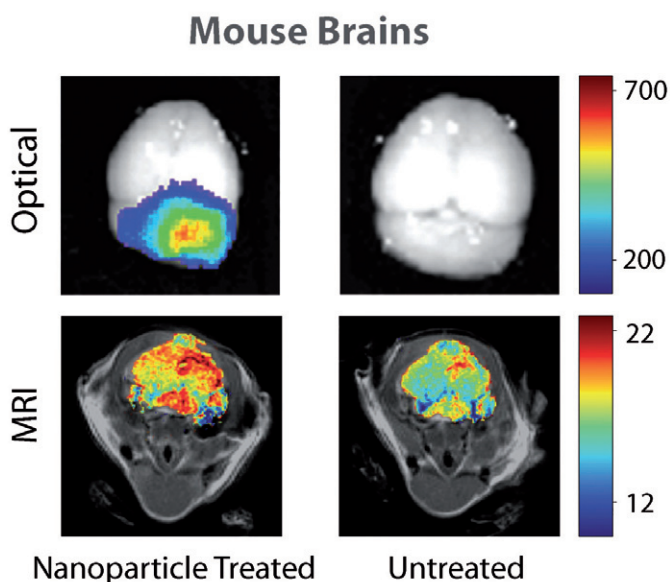 Mouse Brains
Optical
700
200
MRI
22
12
Nanoparticle Treated
Untreated